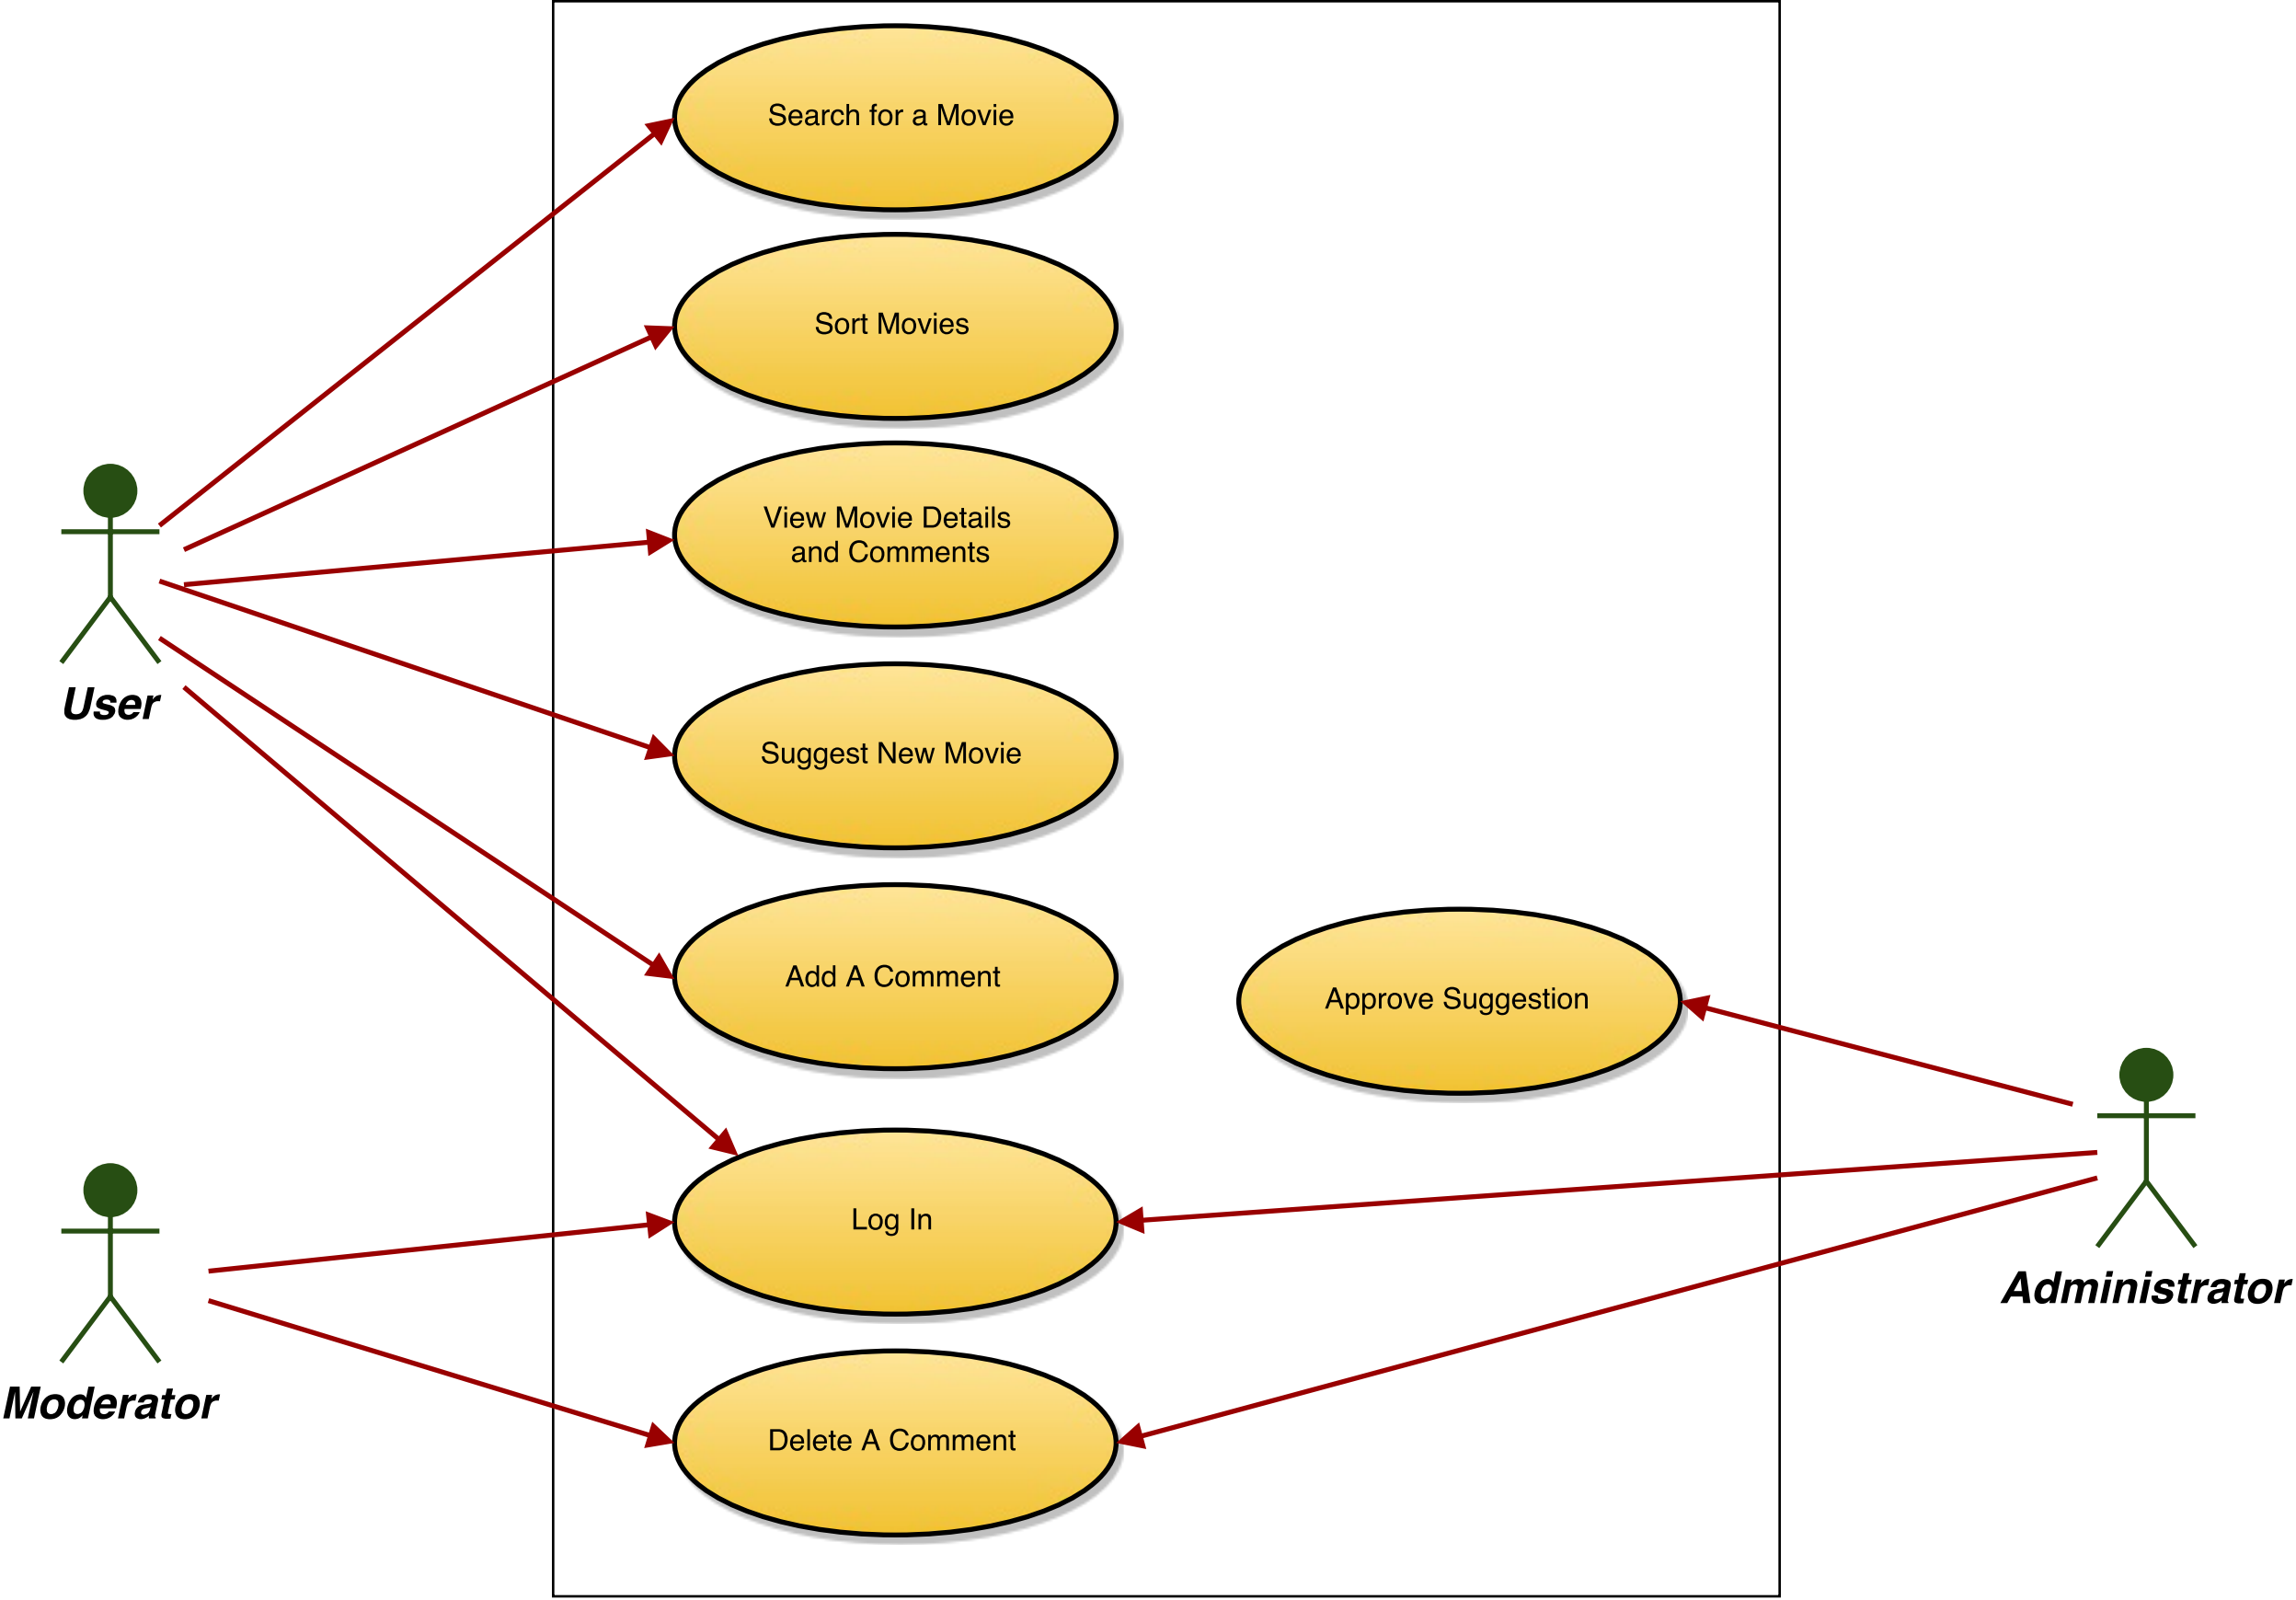 Search for a Movie
Sort Movies
View Movie Details
and Comments
User
Suggest New Movie
Add A Comment
Approve Suggestion
Log In
Administrator
Moderator
Delete A Comment